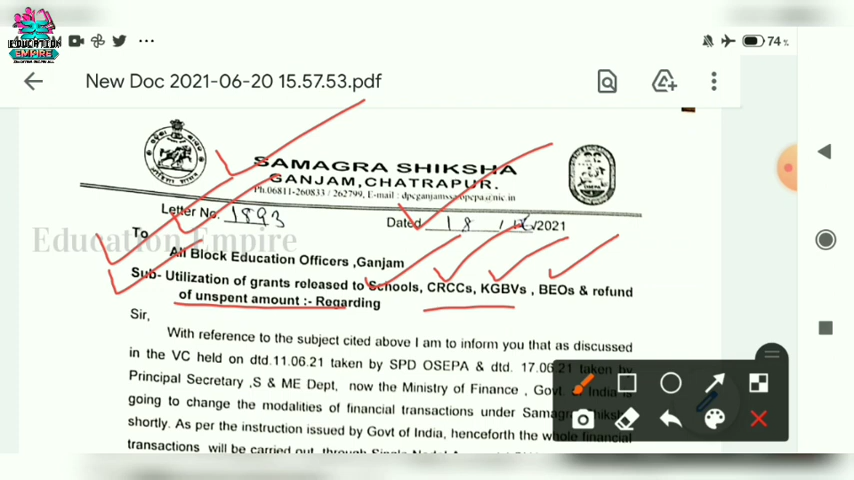 EDUCATION
EMPIRE
74%
New Doc 2021-06-20 15.57.53.pdf
SAMAGRA SHIKSHA
GANJAM,CHATRAPUR.
Ph.06811-260833 / 262799, E-mail :
Letter No. 1893
Dated 18 / /2021
Education Empire
To
All Block Education Officers ,Ganjam
Sub- Utilization of grants released to Schools, CRCCs, KGBVs , BEOs & refund
of unspent amount :- Regarding
Sir,
With reference to the subject cited above I am to inform you that as discussed
in the VC held on dtd.11.06.21 taken by SPD OSEPA & dtd. 17.06.21 taken by
Principal Secretary ,S & ME Dept, now the Ministry of Finance , Govt. of India is
going to change the modalities of financial transactions under Samagra
shortly. As per the instruction issued by Govt of India, henceforth the whole financial
transactions will be carried out through Single Nodal